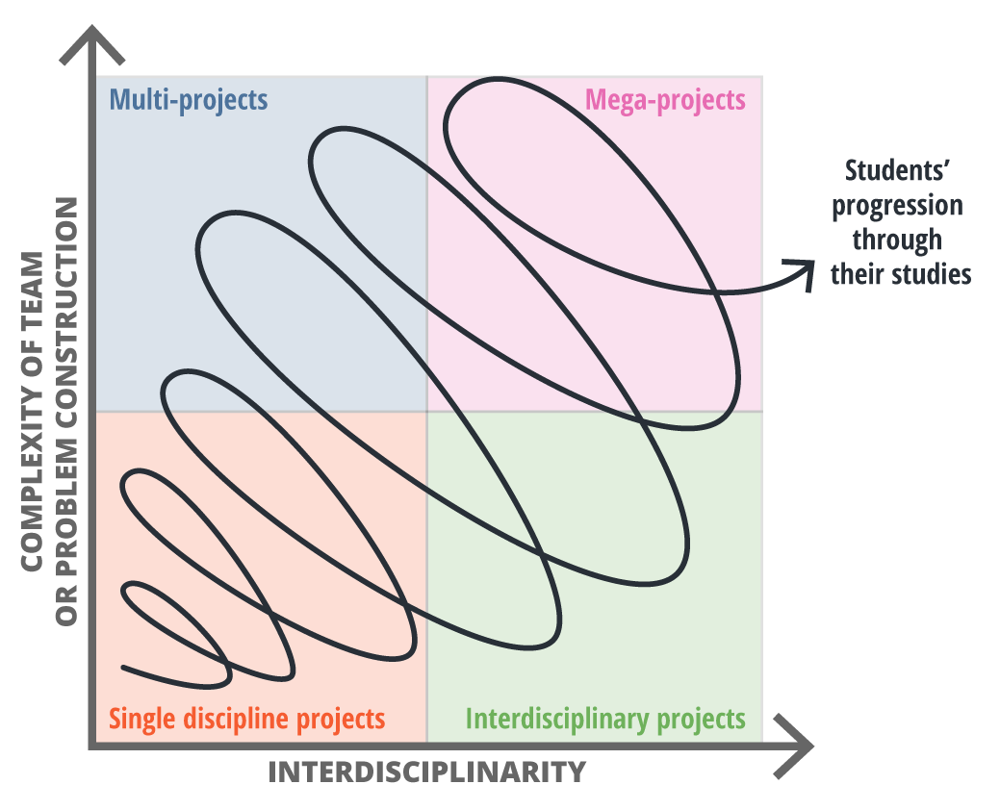 Multi-projects
Mega-projects
Students’
progression
through
their studies
COMPLEXITY OF TEAM
OR PROBLEM CONSTRUCTION
Single discipline projects
Interdisciplinary projects
INTERDISCIPLINARITY